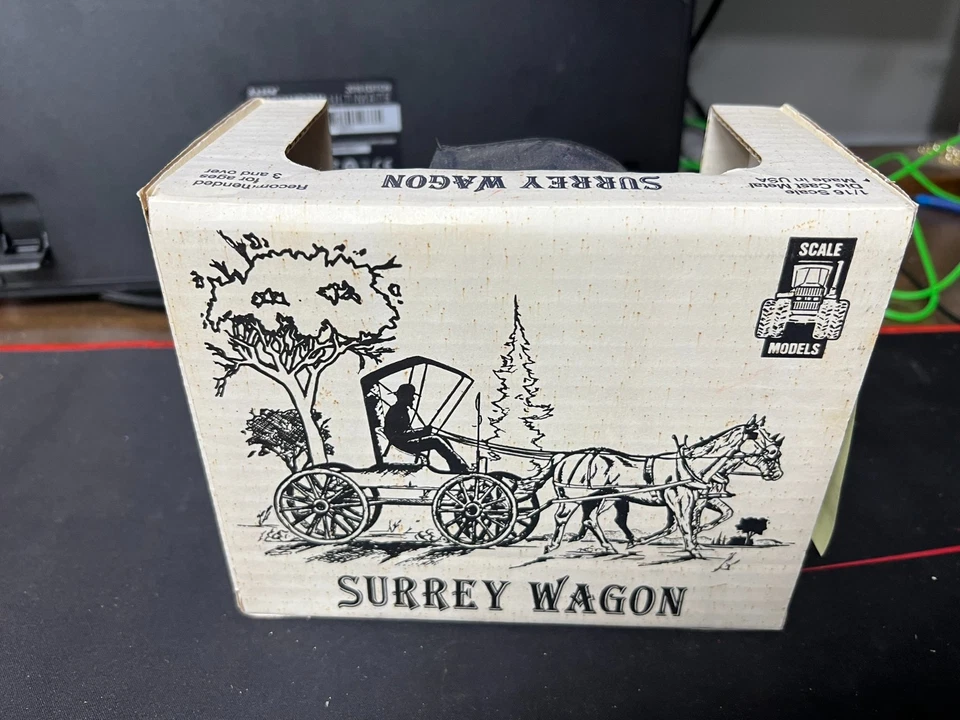 Recommended
for ages
3 and over
SURREY WAGON
1/16 Scale
Die Cast Metal
Made in USA
SCALE
MODELS
SURREY WAGON